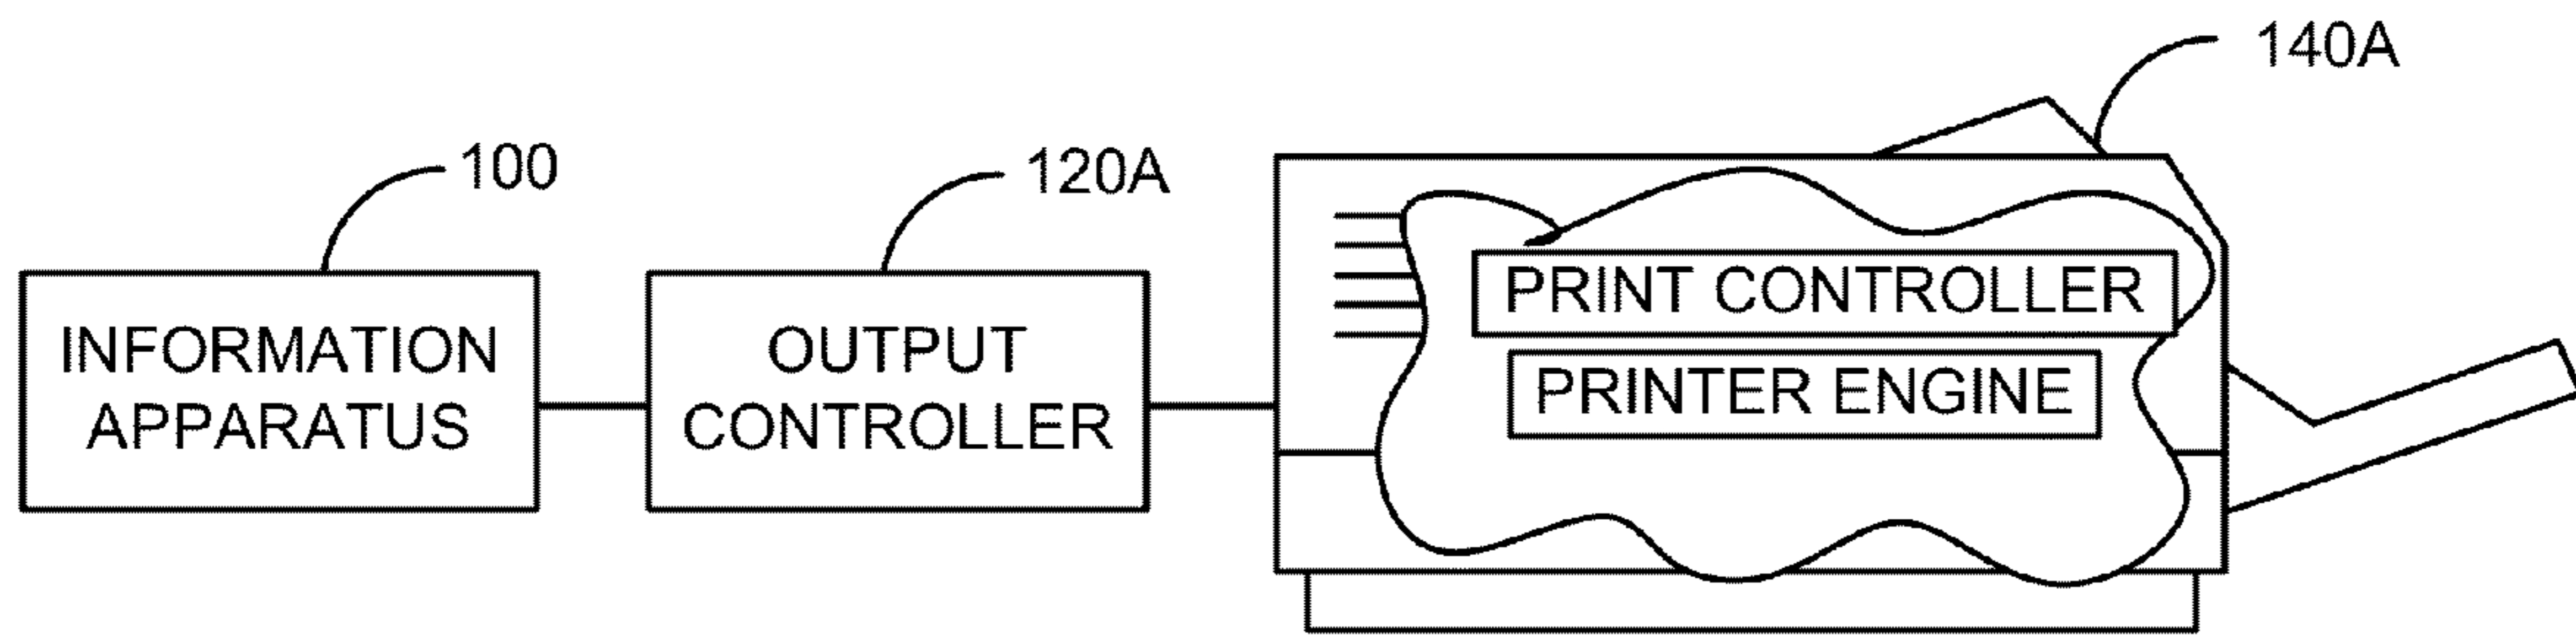 140A
100
120A
INFORMATION
APPARATUS
OUTPUT
CONTROLLER
PRINT CONTROLLER
PRINTER ENGINE